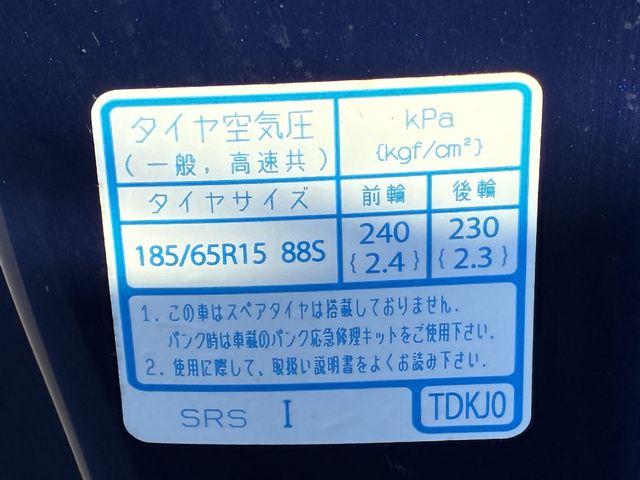 タイヤ空気圧
(一般, 高速共)
kPa
{kgf/cm²}
タイヤサイズ
前輪
後輪
185/65R15 88S
240
{2.4}
230
{2.3}
1. この車はスペアタイヤは搭載しておりません.
パンク時は車載のパンク応急修理キットをご使用下さい.
2. 使用に際して、取扱い説明書をよくお読み下さい.
SRS I
TDKJ0